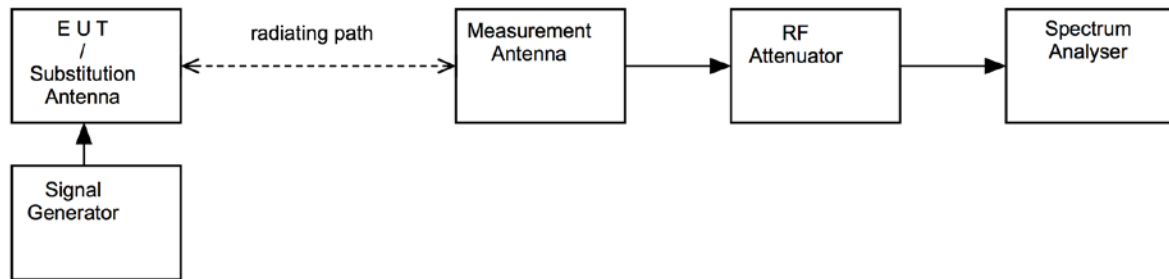 E U T
/
Substitution
Antenna
radiating path
Measurement
Antenna
RF
Attenuator
Spectrum
Analyser
Signal
Generator